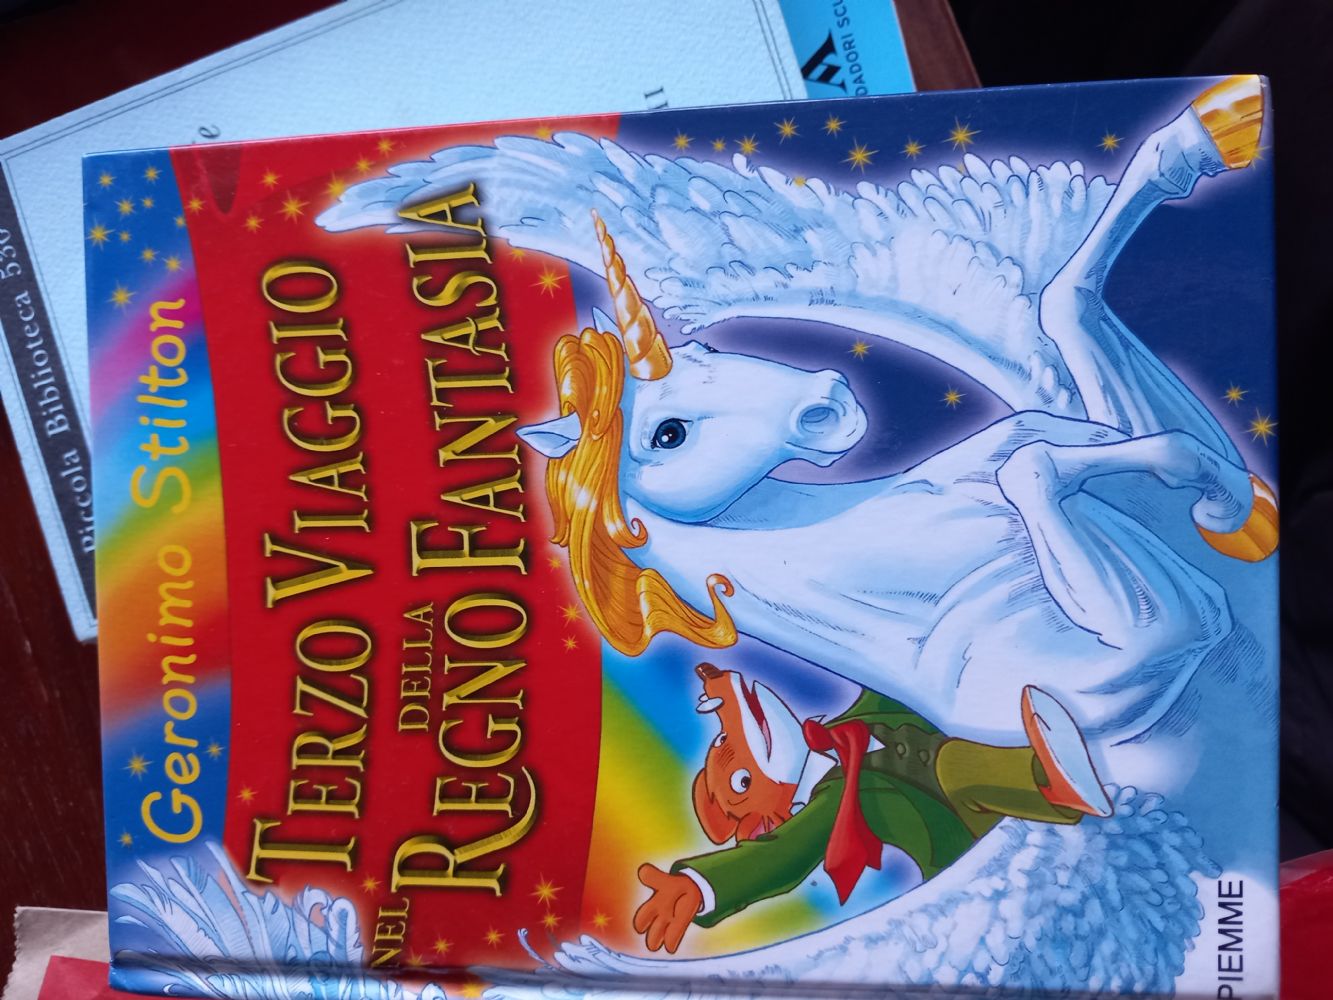 Geronimo Stilton
TERZO VIAGGIO
NEL REGNO DELLA FANTASIA
PIEMME
Piccola Biblioteca 530